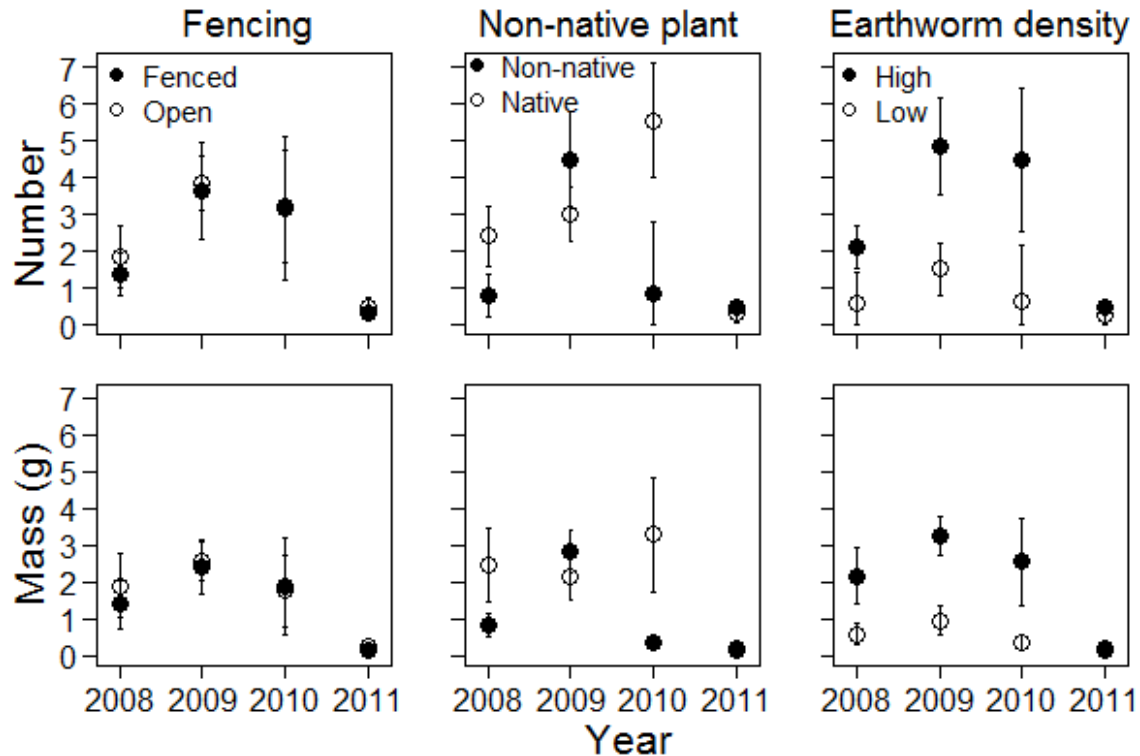 Fencing
Non-native plant
Earthworm density
Fenced
Open
Non-native
Native
High
Low
Number
7
6
5
4
3
2
1
0
Mass (g)
7
6
5
4
3
2
1
0
2008 2009 2010 2011
2008 2009 2010 2011
2008 2009 2010 2011
Year